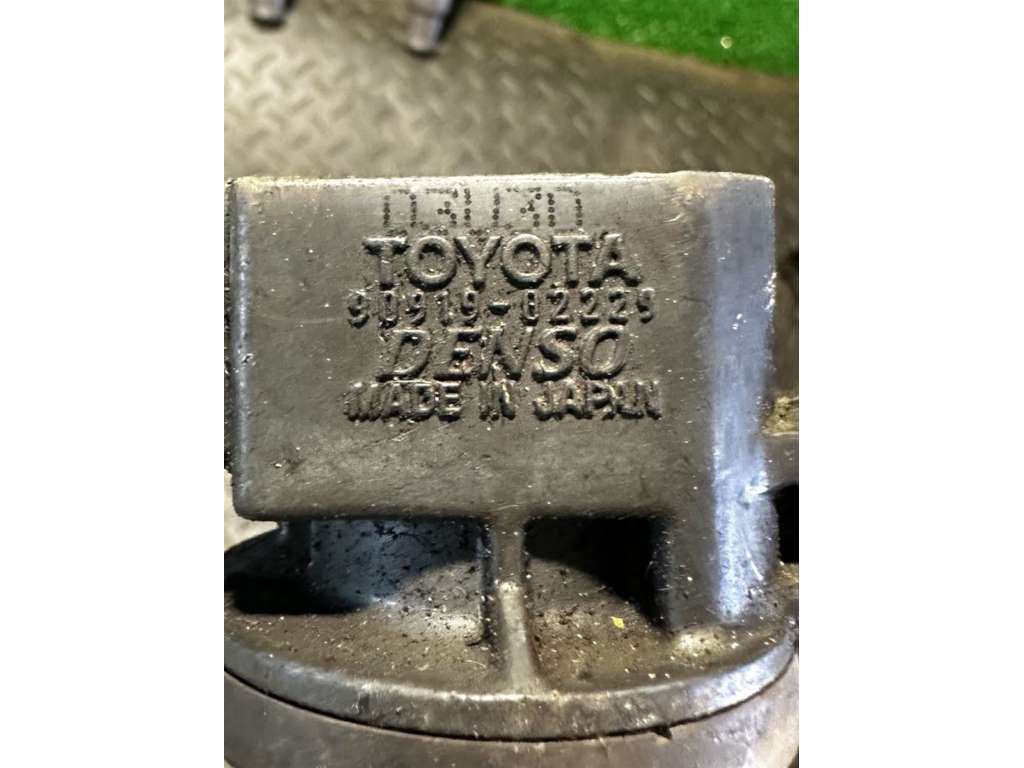 TOYOTA
90919-02229
DENSO
MADE IN JAPAN